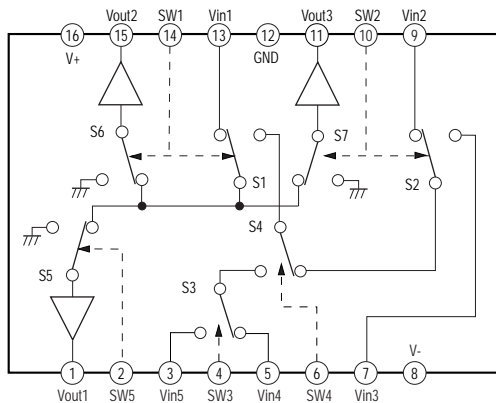 Vout2 SW1 Vin1 Vout3 SW2 Vin2
16 15 14 13 12 11 10 9
V+ GND
S6 S7
S1 S2
S4
S5 S3
V-
1 2 3 4 5 6 7 8
Vout1 SW5 Vin5 SW3 Vin4 SW4 Vin3